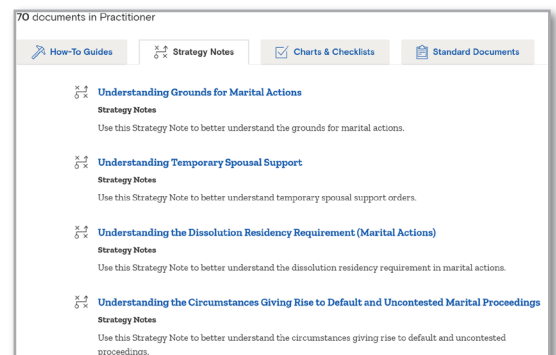 70 documents in Practitioner
How-To Guides
Strategy Notes
Charts & Checklists
Standard Documents
Understanding Grounds for Marital Actions
Strategy Notes
Use this Strategy Note to better understand the grounds for marital actions.
Understanding Temporary Spousal Support
Strategy Notes
Use this Strategy Note to better understand temporary spousal support orders.
Understanding the Dissolution Residency Requirement (Marital Actions)
Strategy Notes
Use this Strategy Note to better understand the dissolution residency requirement in marital actions.
Understanding the Circumstances Giving Rise to Default and Uncontested Marital Proceedings
Strategy Notes
Use this Strategy Note to better understand the circumstances giving rise to default and uncontested
proceedings.